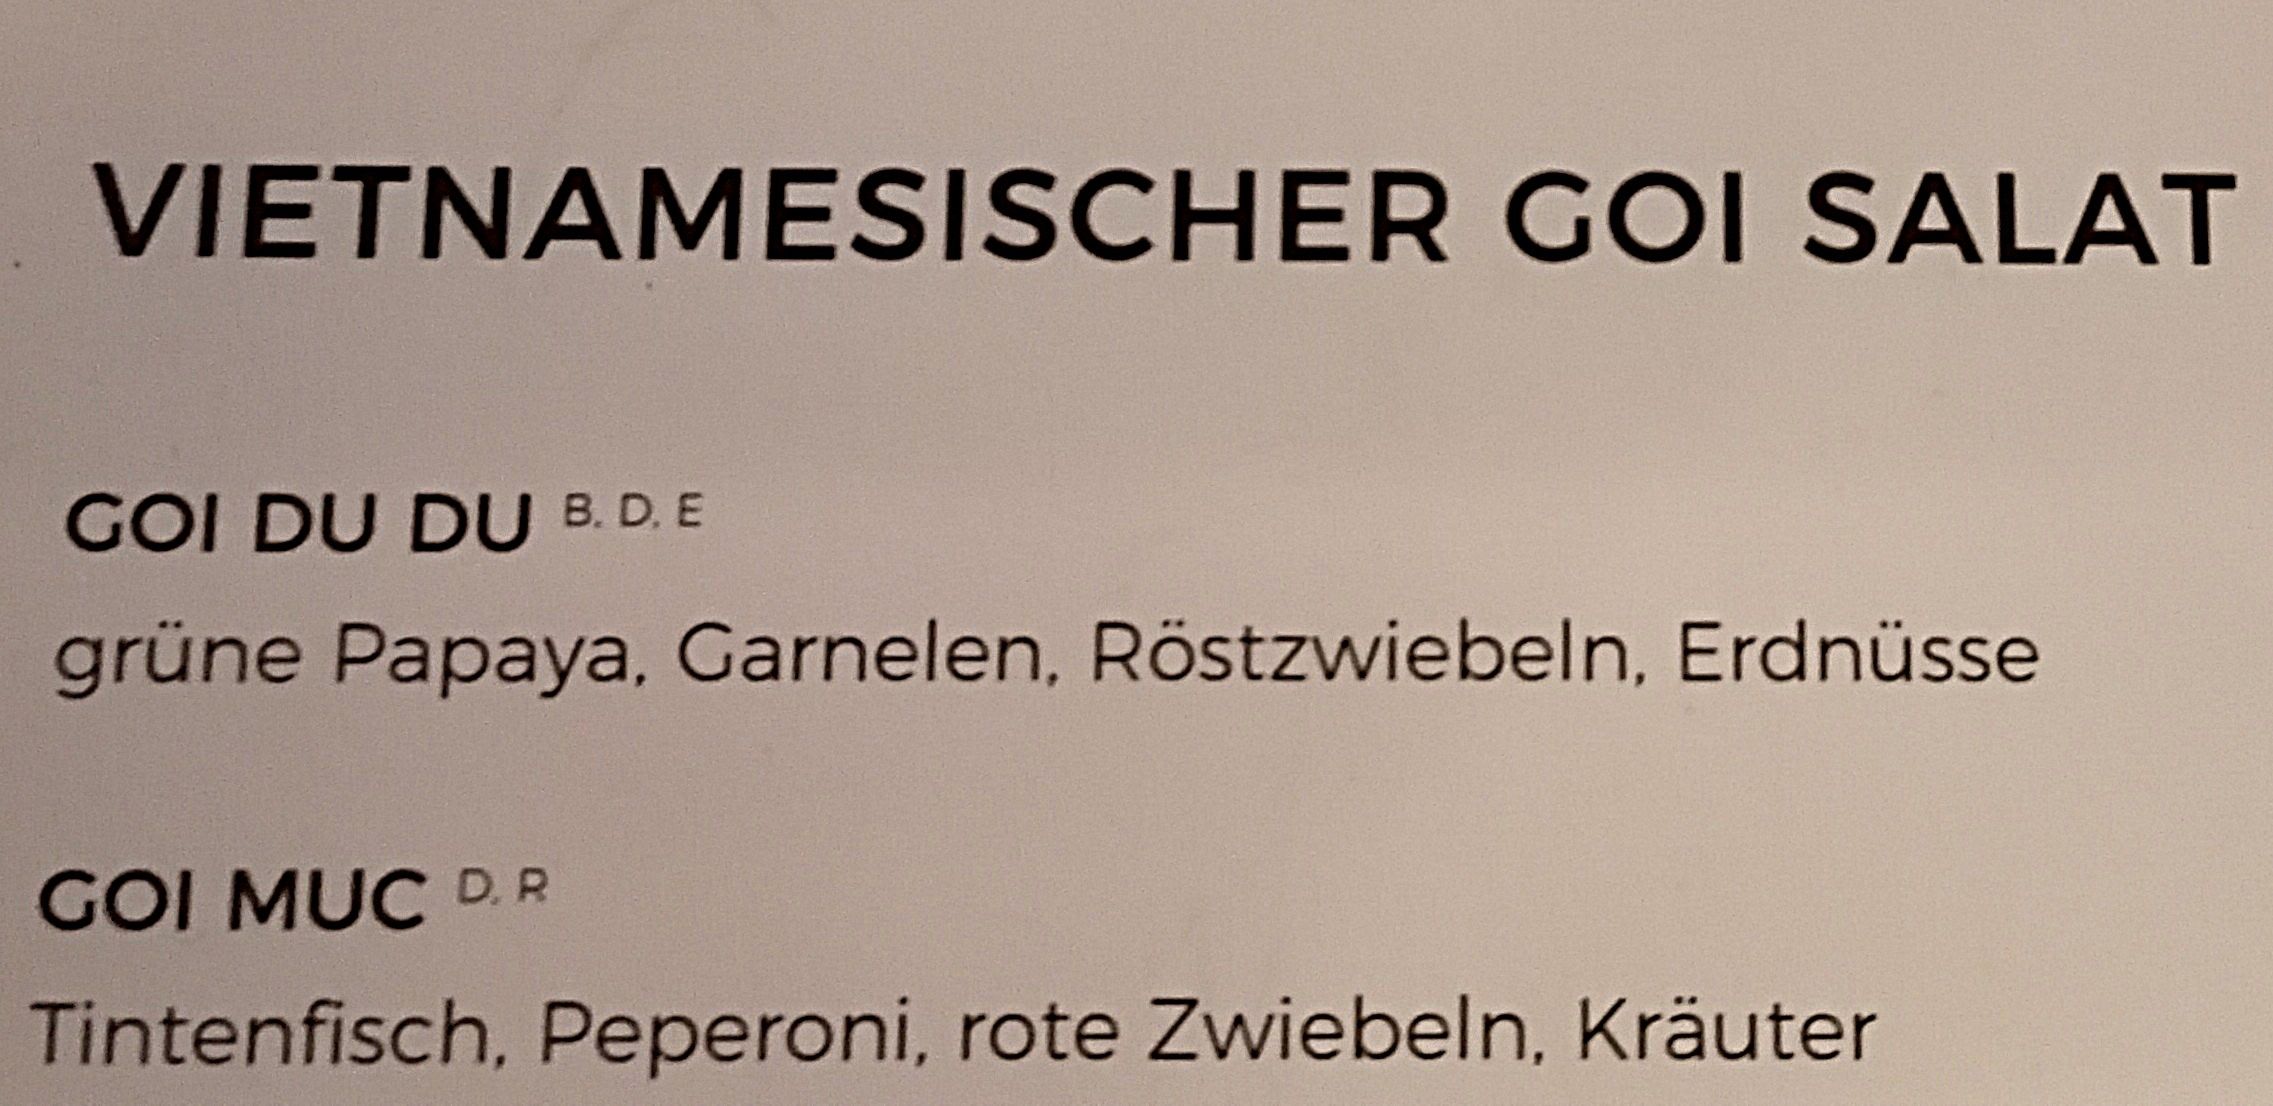 VIETNAMESISCHER GOI SALAT
GOI DU DU B, D, E
grüne Papaya, Garnelen, Röstzwiebeln, Erdnüsse
GOI MUC D, R
Tintenfisch, Peperoni, rote Zwiebeln, Kräuter